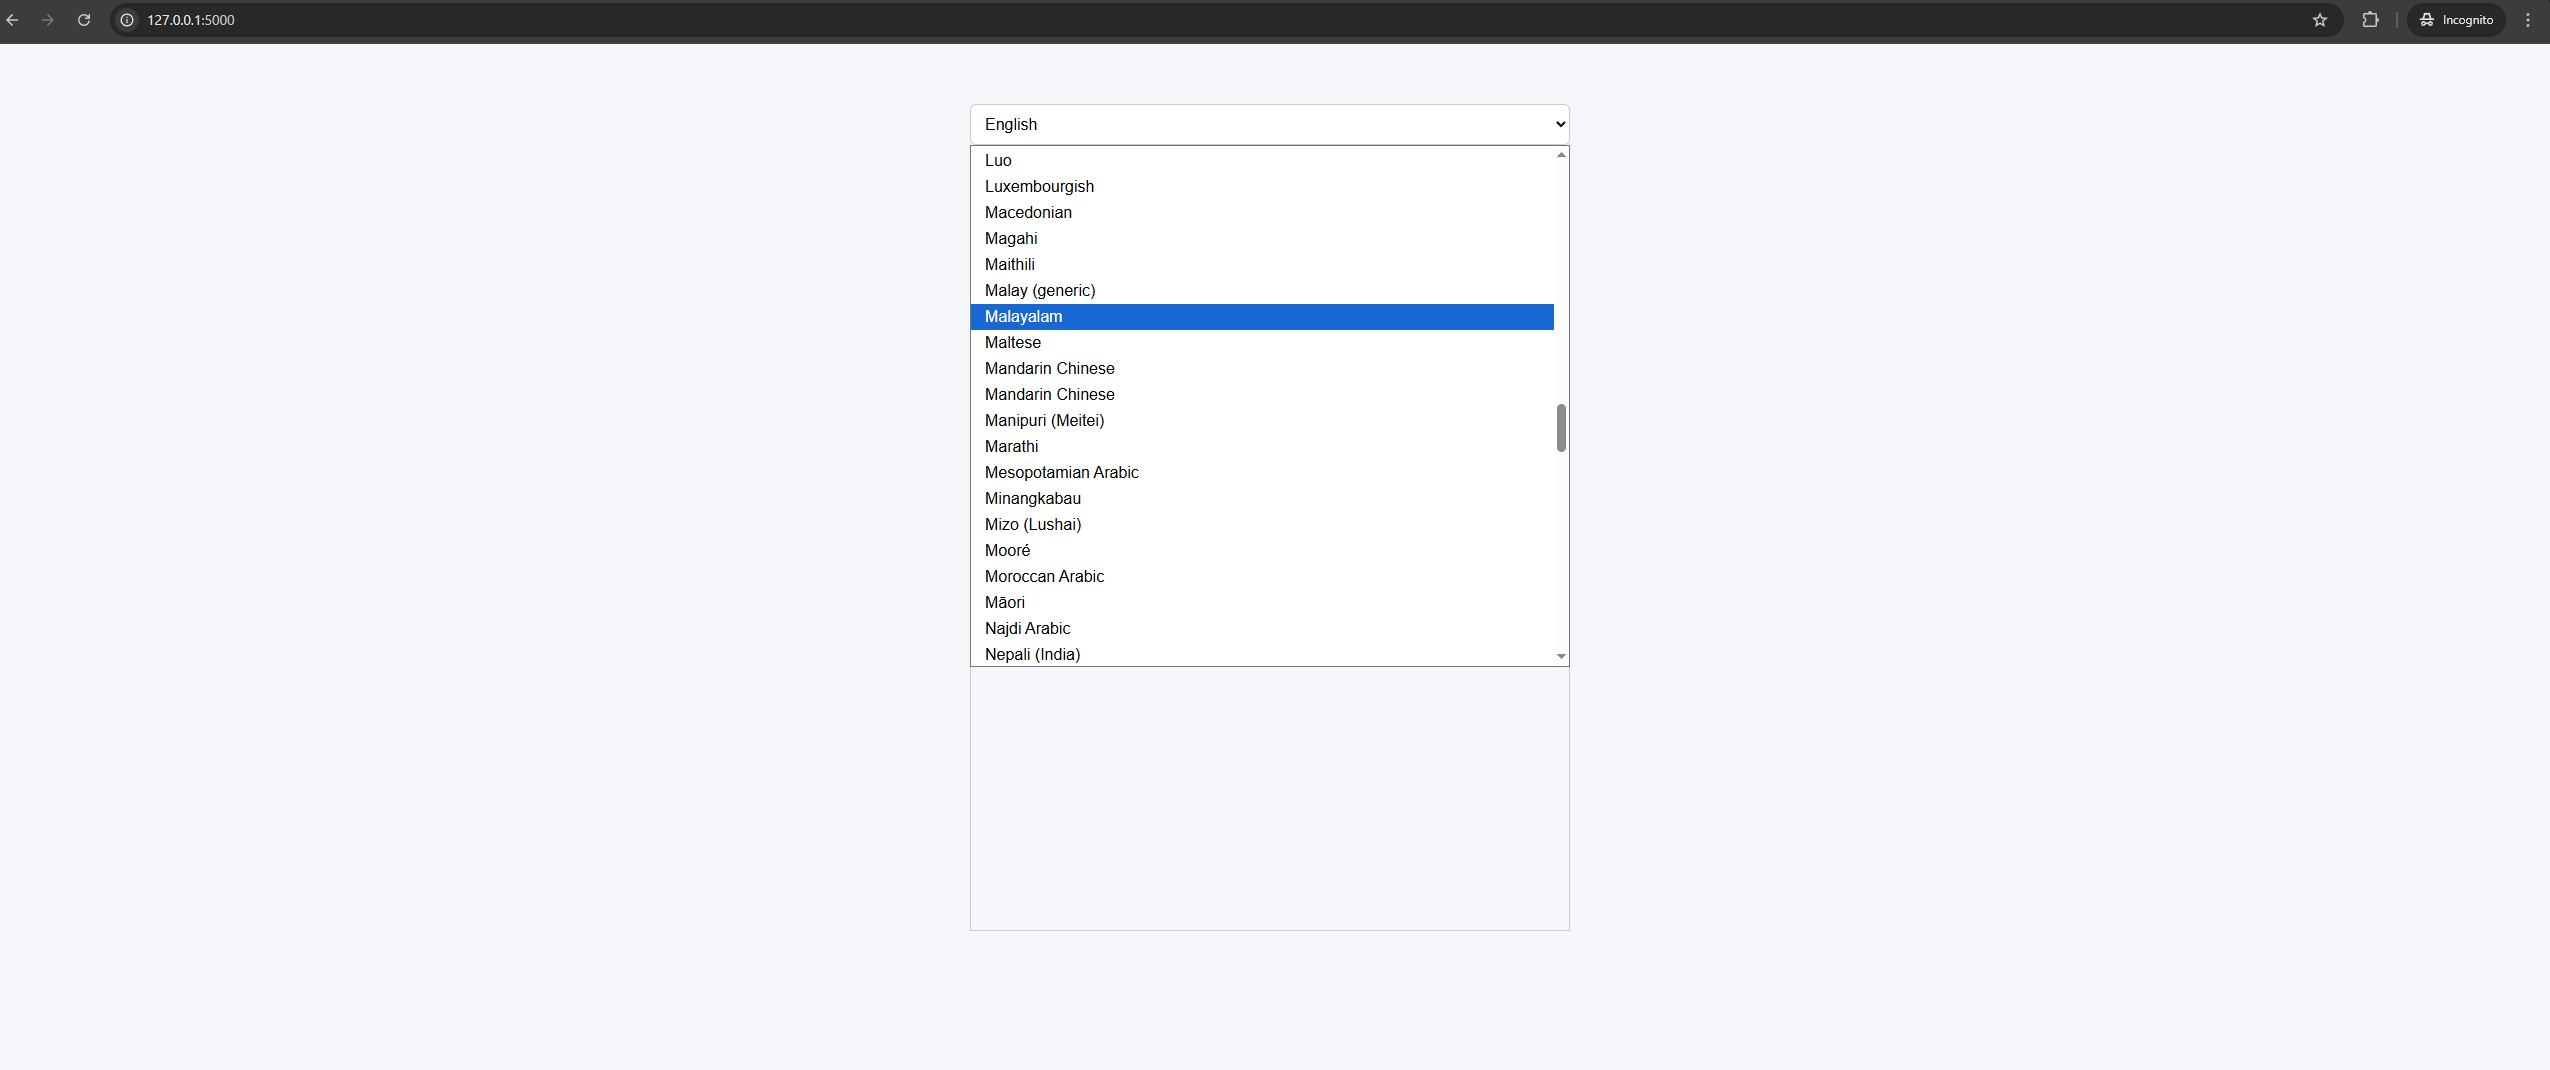 127.0.0.1:5000
Incognito
English
Luo
Luxembourgish
Macedonian
Magahi
Maithili
Malay (generic)
Malayalam
Maltese
Mandarin Chinese
Mandarin Chinese
Manipuri (Meitei)
Marathi
Mesopotamian Arabic
Minangkabau
Mizo (Lushai)
Mooré
Moroccan Arabic
Māori
Najdi Arabic
Nepali (India)